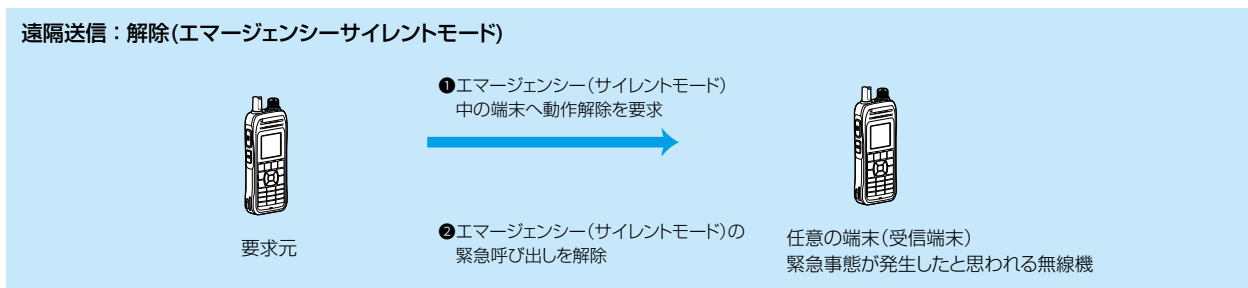 遠隔送信：解除(エマージェンシーサイレントモード)
❶エマージェンシー（サイレントモード）
中の端末へ動作解除を要求
要求元
❷エマージェンシー（サイレントモード）の
緊急呼び出しを解除
任意の端末（受信端末）
緊急事態が発生したと思われる無線機